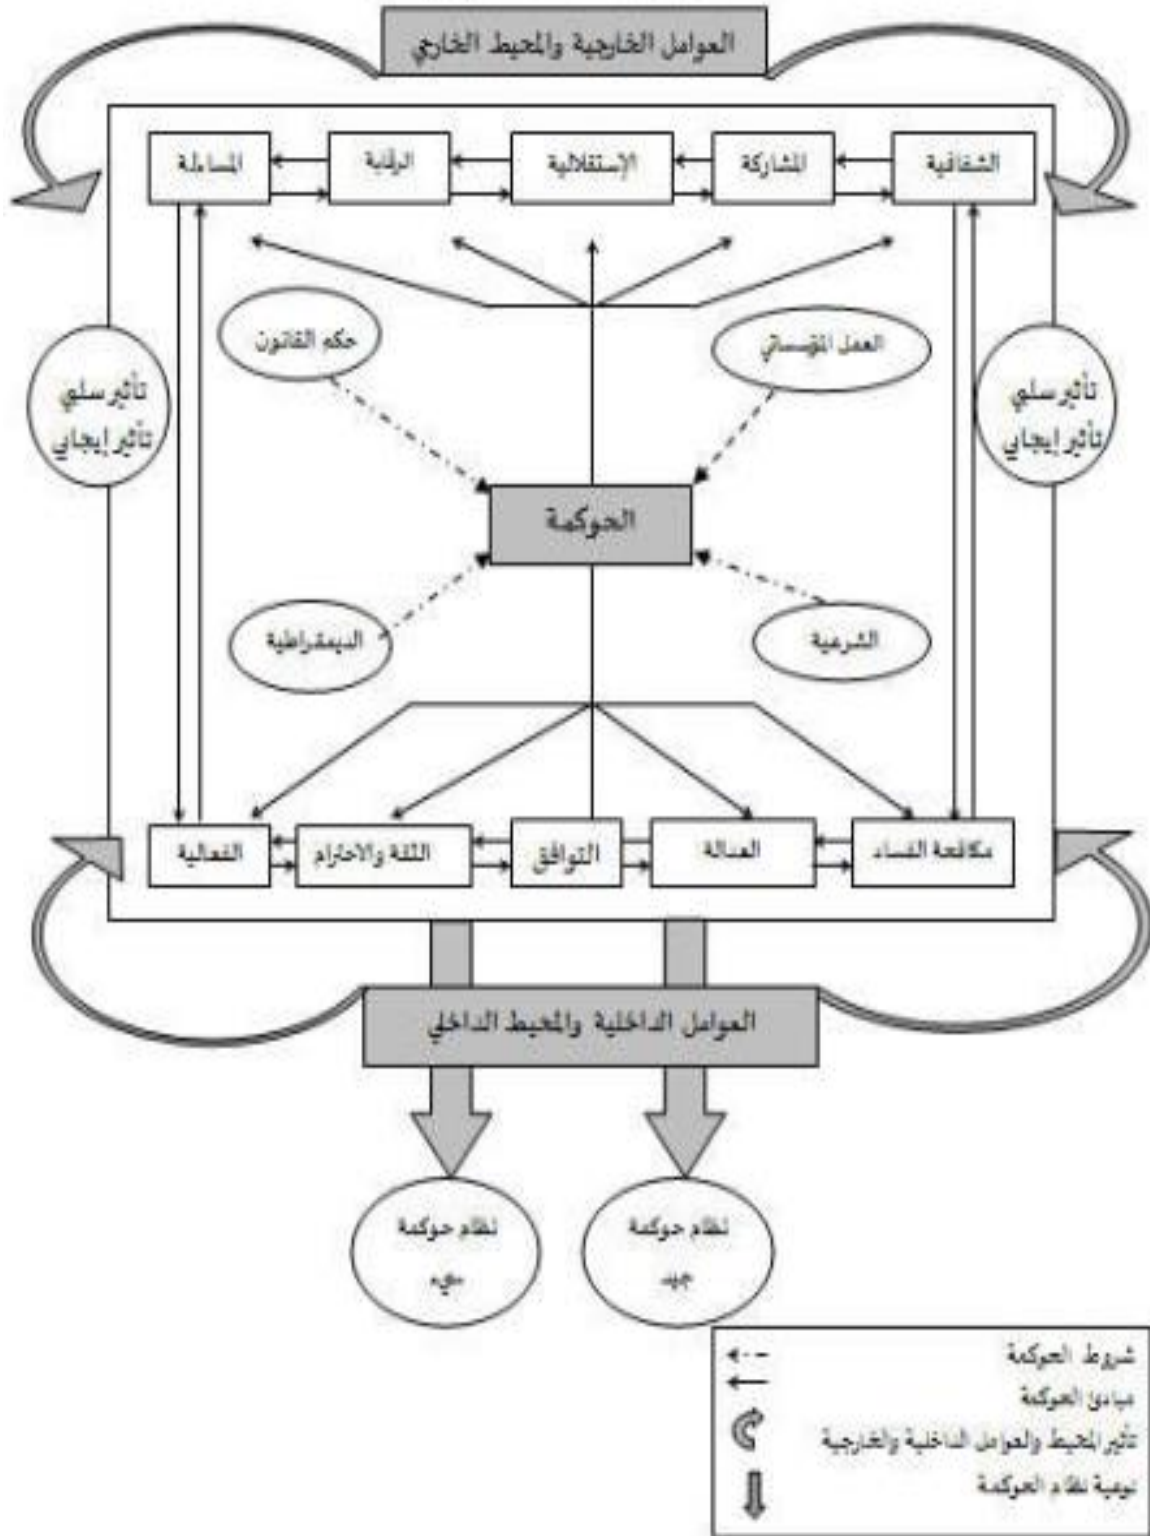 العوامل الخارجية والمحيط الخارجي
الشفافية
المشاركة
الإستقلالية
الرقابة
المساءلة
العمل المؤسساتي
حكم القانون
تأثير سلبي
تأثير إيجابي
تأثير سلبي
تأثير إيجابي
الحوكمة
الشرعية
الديمقراطية
مكافحة الفساد
العدالة
التوافق
الثقة والاحترام
الفعالية
العوامل الداخلية والمحيط الداخلي
نظام حوكمة
جيد
نظام حوكمة
سيء
شروط الحوكمة
مبادئ الحوكمة
تأثير المحيط والعوامل الداخلية والخارجية
نوعية نظام الحوكمة